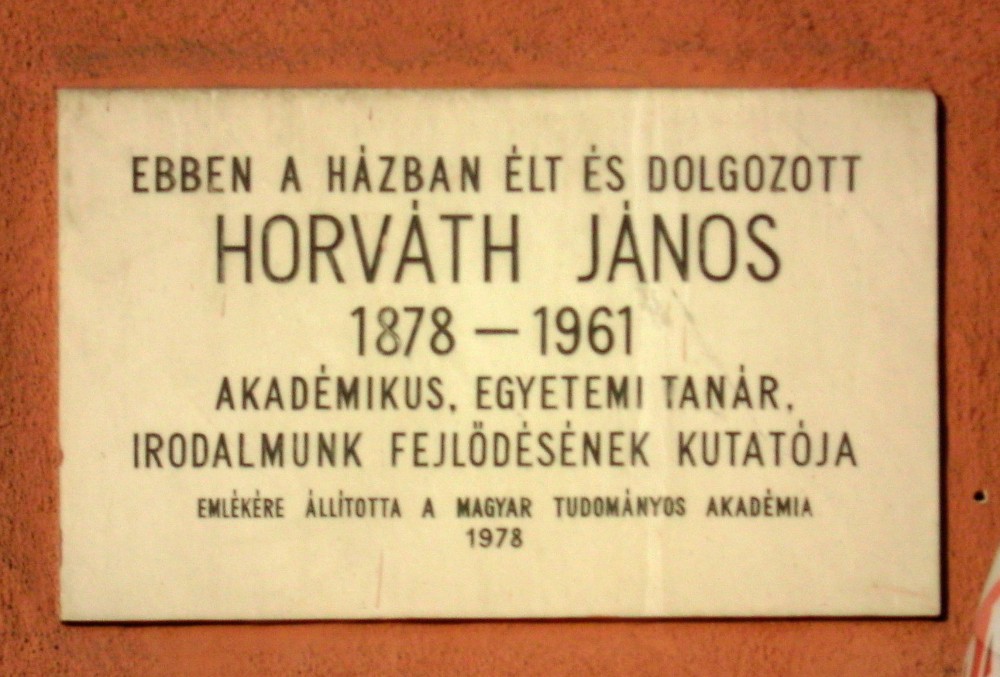 EBBEN A HÁZBAN ÉLT ÉS DOLGOZOTT
HORVÁTH JÁNOS
1878 – 1961
AKADÉMIKUS, EGYETEMI TANÁR,
IRODALMUNK FEJLŐDÉSÉNEK KUTATÓJA
EMLÉKÉRE ÁLLÍTOTTA A MAGYAR TUDOMÁNYOS AKADÉMIA
1978